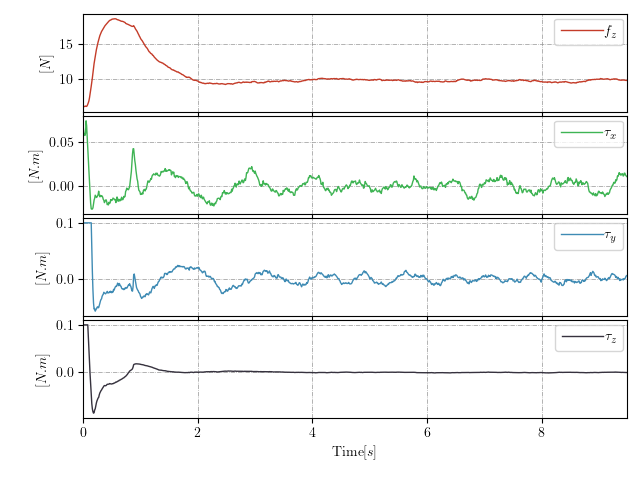 15
10
[N]
f_z
0.05
0.00
[N.m]
τ_x
0.1
0.0
[N.m]
τ_y
0.1
0.0
[N.m]
τ_z
0 2 4 6 8
Time[s]